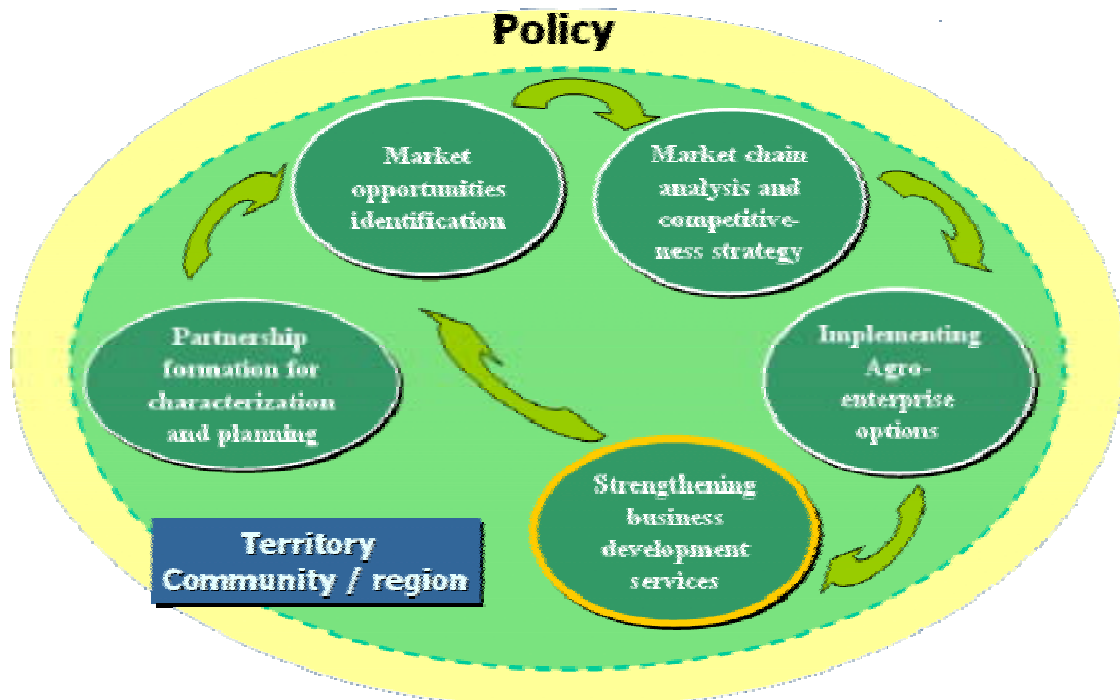 Policy
Market
opportunities
identification
Market chain
analysis and
competitive-
ness strategy
Partnership
formation for
characterization
and planning
Implementing
Agro-
enterprise
options
Strengthening
business
development
services
Territory
Community / region